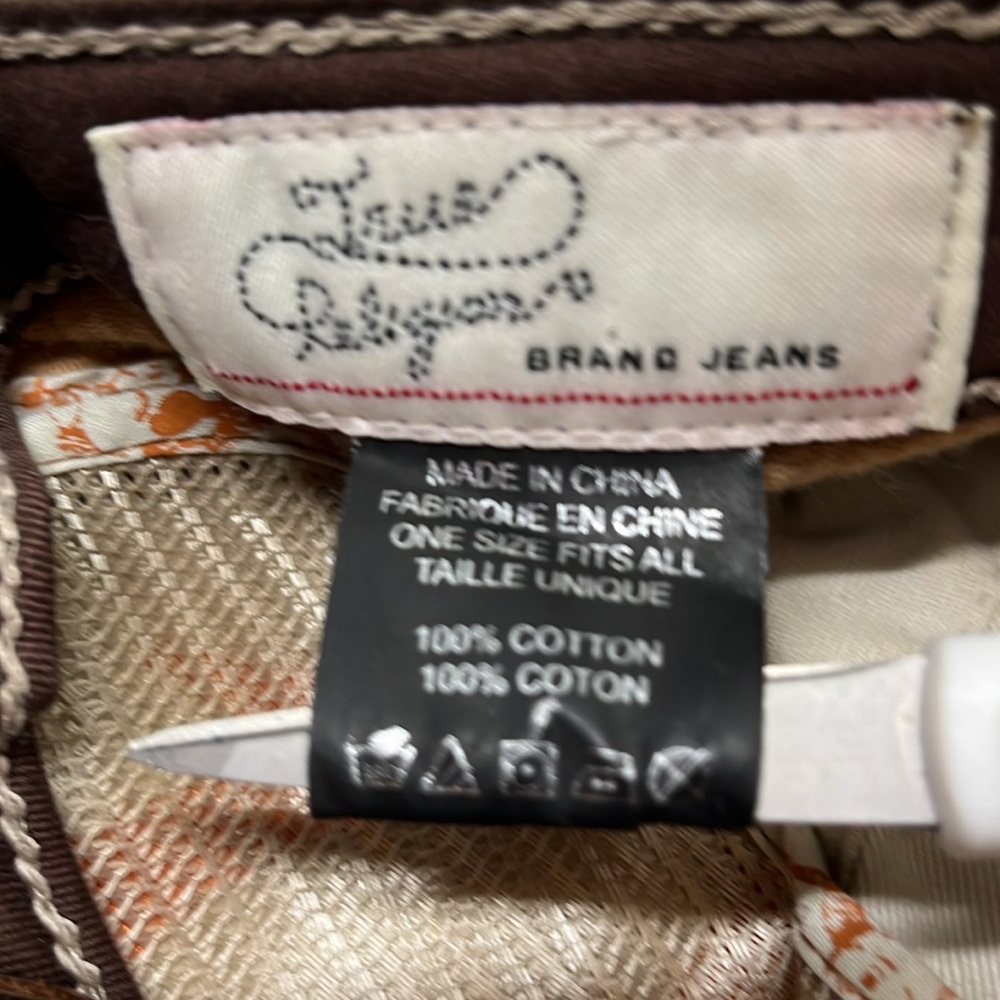 True
Religion
BRAND JEANS
MADE IN CHINA
FABRIQUE EN CHINE
ONE SIZE FITS ALL
TAILLE UNIQUE
100% COTTON
100% COTON